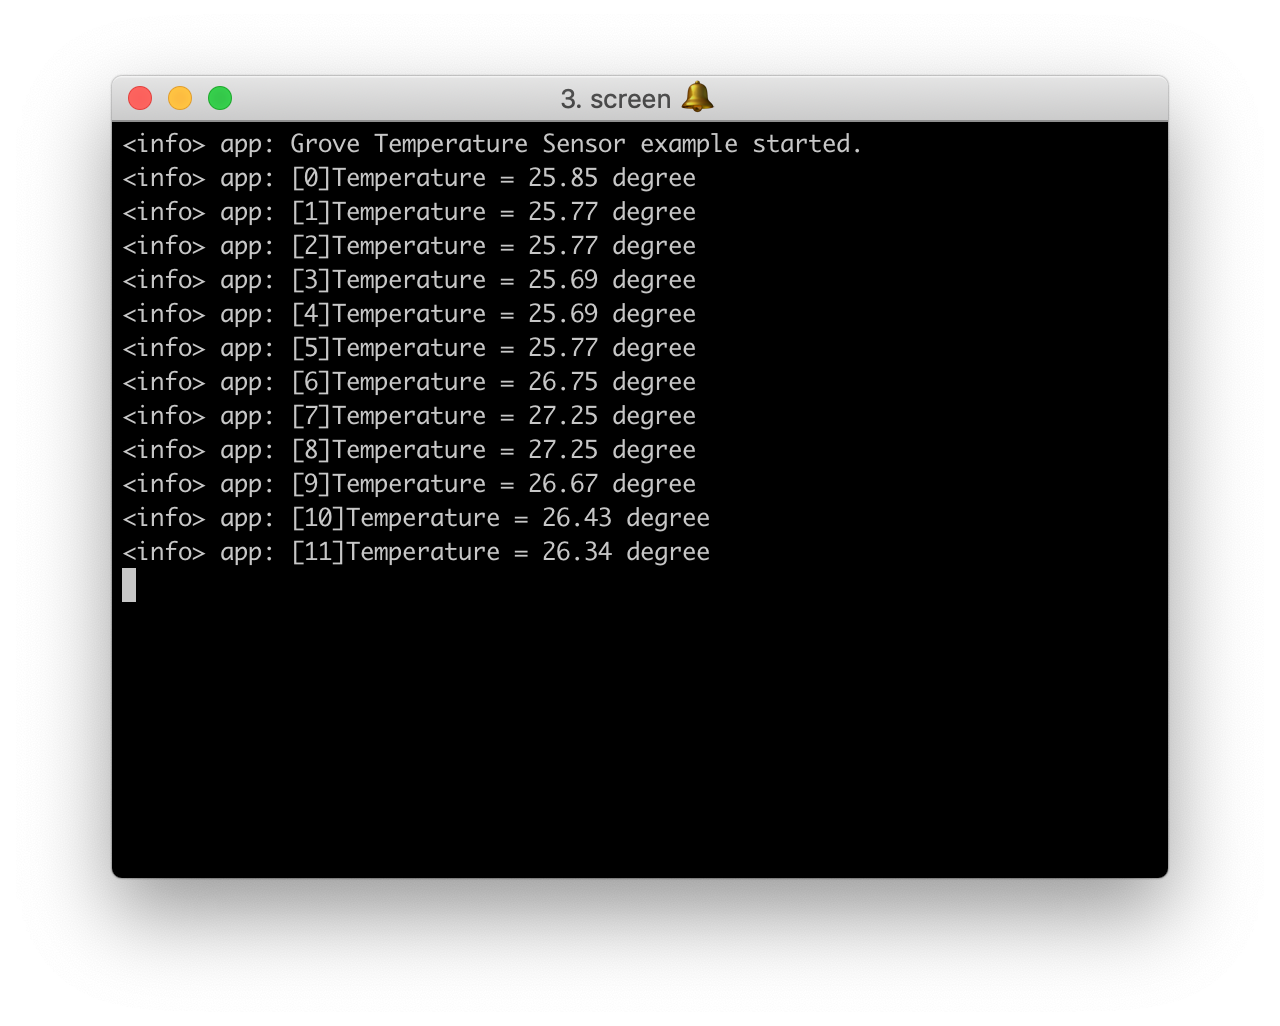 3. screen 🔔
<info> app: Grove Temperature Sensor example started.
<info> app: [0]Temperature = 25.85 degree
<info> app: [1]Temperature = 25.77 degree
<info> app: [2]Temperature = 25.77 degree
<info> app: [3]Temperature = 25.69 degree
<info> app: [4]Temperature = 25.69 degree
<info> app: [5]Temperature = 25.77 degree
<info> app: [6]Temperature = 26.75 degree
<info> app: [7]Temperature = 27.25 degree
<info> app: [8]Temperature = 27.25 degree
<info> app: [9]Temperature = 26.67 degree
<info> app: [10]Temperature = 26.43 degree
<info> app: [11]Temperature = 26.34 degree